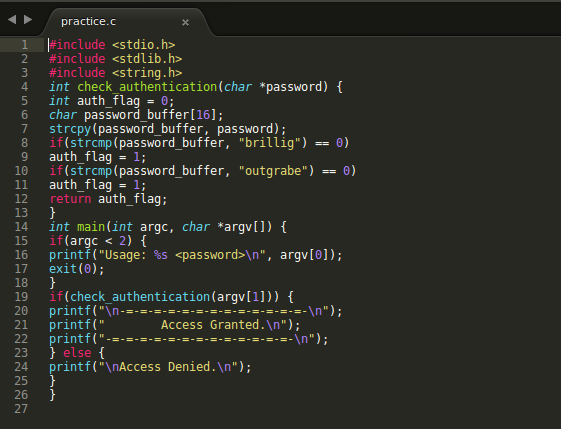 practice.c ×
1 #include <stdio.h>
2 #include <stdlib.h>
3 #include <string.h>
4 int check_authentication(char *password) {
5 int auth_flag = 0;
6 char password_buffer[16];
7 strcpy(password_buffer, password);
8 if(strcmp(password_buffer, "brillig") == 0)
9 auth_flag = 1;
10 if(strcmp(password_buffer, "outgrabe") == 0)
11 auth_flag = 1;
12 return auth_flag;
13 }
14 int main(int argc, char *argv[]) {
15 if(argc < 2) {
16 printf("Usage: %s <password>\n", argv[0]);
17 exit(0);
18 }
19 if(check_authentication(argv[1])) {
20 printf("\n-=-=-=-=-=-=-=-=-=-=-=-=-=-\n");
21 printf("        Access Granted.\n");
22 printf("-=-=-=-=-=-=-=-=-=-=-=-=-=-\n");
23 } else {
24 printf("\nAccess Denied.\n");
25 }
26 }
27